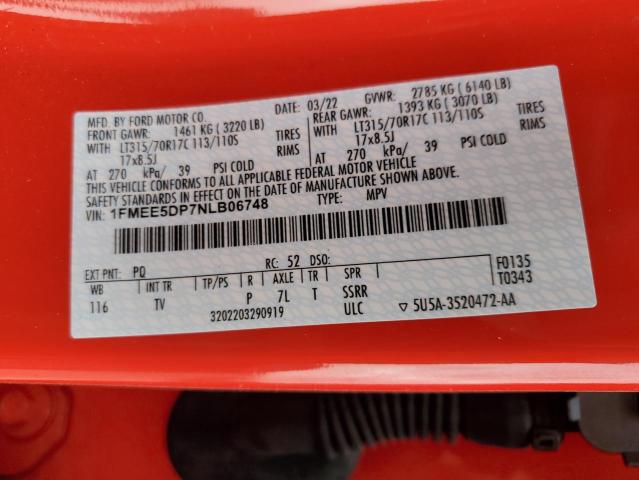 MFD. BY FORD MOTOR CO.
DATE: 03/22 GVWR: 2785 KG ( 6140 LB)
FRONT GAWR: 1461 KG ( 3220 LB) REAR GAWR: 1393 KG ( 3070 LB)
WITH LT315/70R17C 113/110S TIRES WITH LT315/70R17C 113/110S TIRES
17x8.5J RIMS 17x8.5J RIMS
AT 270 kPa/ 39 PSI COLD AT 270 kPa/ 39 PSI COLD
THIS VEHICLE CONFORMS TO ALL APPLICABLE FEDERAL MOTOR VEHICLE
SAFETY STANDARDS IN EFFECT ON THE DATE OF MANUFACTURE SHOWN ABOVE.
VIN: 1FMEE5DP7NLB06748 TYPE: MPV
EXT PNT: PQ RC: 52 DSO: F0135
WB INT TR TP/PS R AXLE TR SPR T0343
116 TV P 7L T SSRR
3202203290919 ULC ▽ 5U5A-3520472-AA